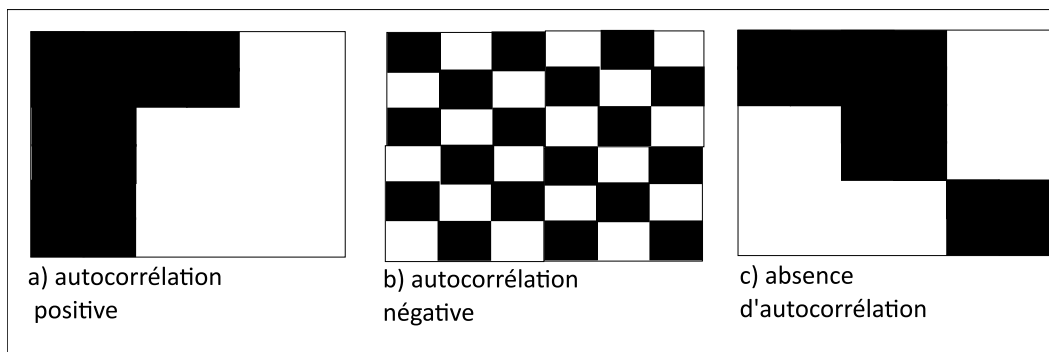 a) autocorrélation
positive
b) autocorrélation
négative
c) absence
d'autocorrélation